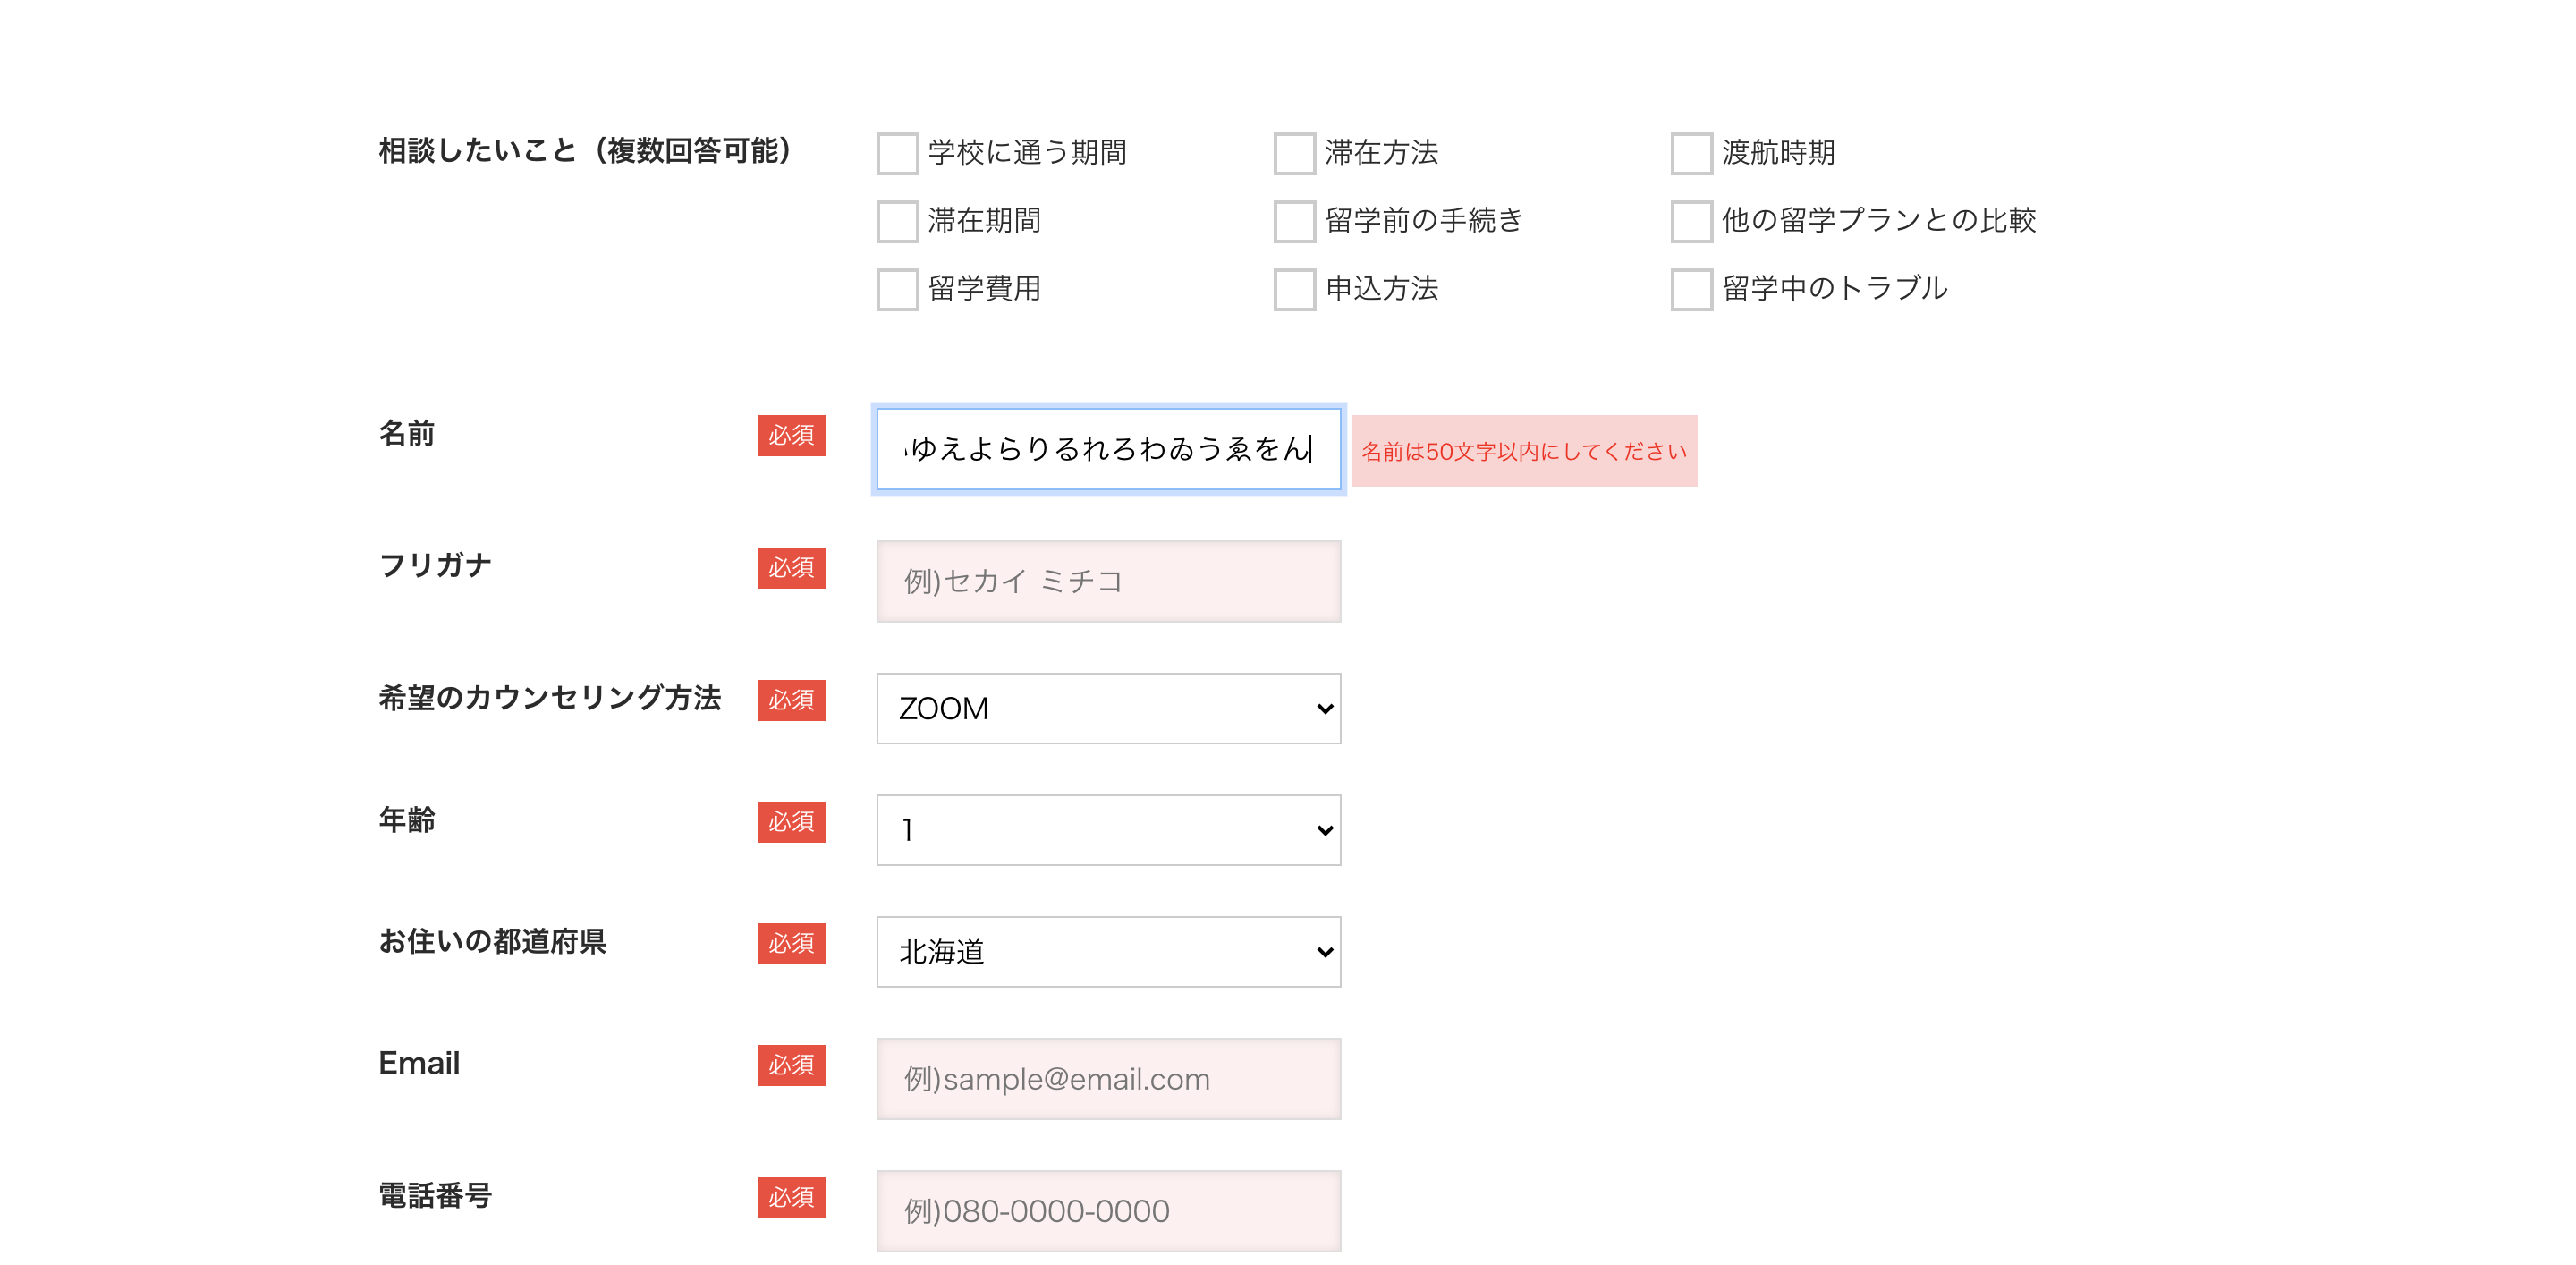 相談したいこと（複数回答可能）
学校に通う期間
滞在方法
渡航時期
滞在期間
留学前の手続き
他の留学プランとの比較
留学費用
申込方法
留学中のトラブル
名前
必須
ゆえよらりるれろわゐうゑをん
名前は50文字以内にしてください
フリガナ
必須
例)セカイ ミチコ
希望のカウンセリング方法
必須
ZOOM
年齢
必須
1
お住いの都道府県
必須
北海道
Email
必須
例)sample@email.com
電話番号
必須
例)080-0000-0000